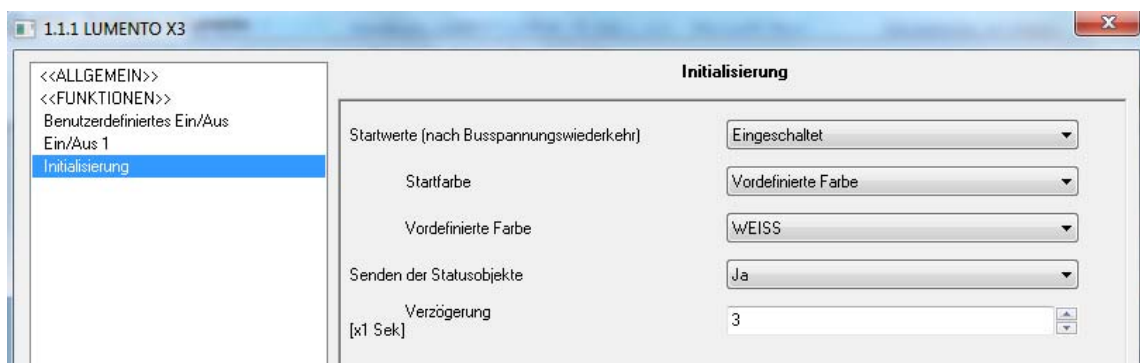 1.1.1 LUMENTO X3
<<ALLGEMEIN>>
<<FUNKTIONEN>>
Benutzerdefiniertes Ein/Aus
Ein/Aus 1
Initialisierung
Initialisierung
Startwerte (nach Busspannungswiederkehr) Eingeschaltet
Startfarbe Vordefinierte Farbe
Vordefinierte Farbe WEISS
Senden der Statusobjekte Ja
Verzögerung
[x1 Sek] 3